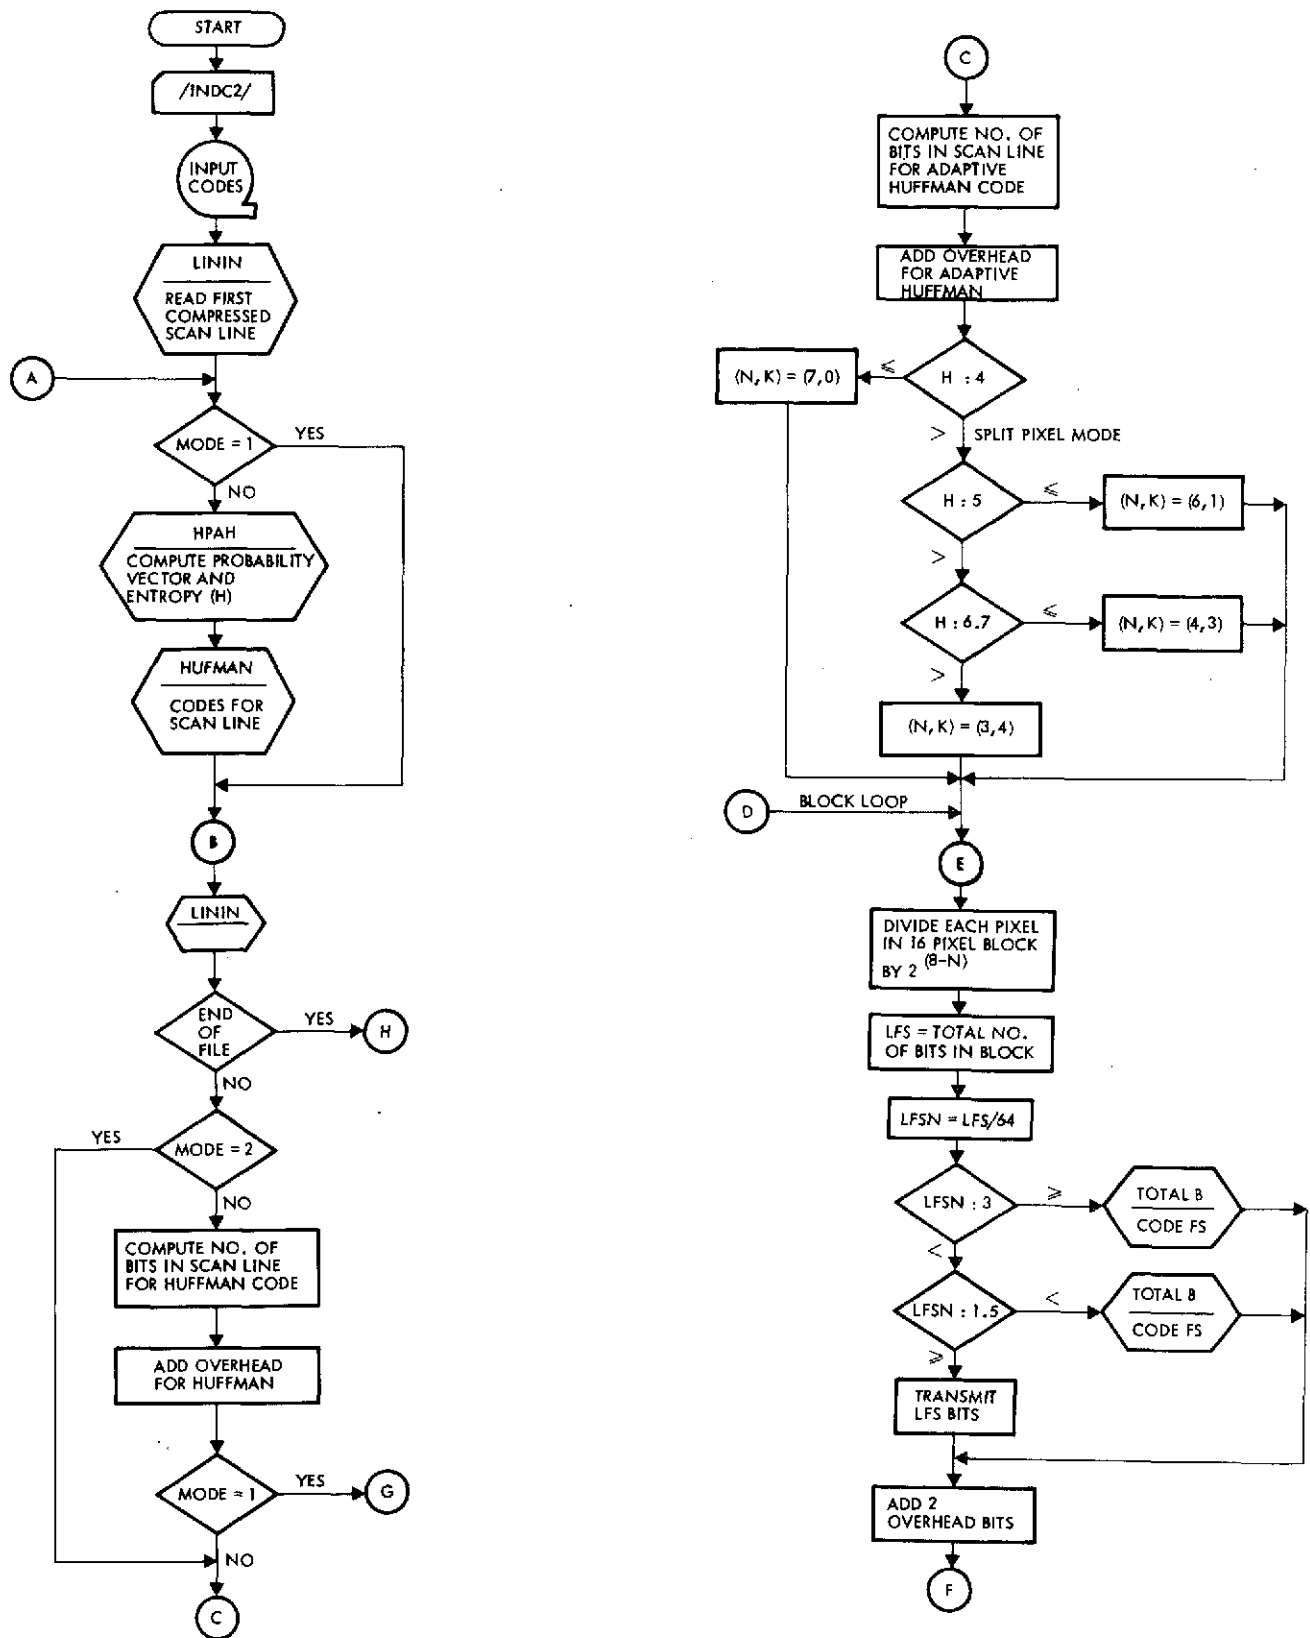 START
/INDC2/
INPUT
CODES
LININ
READ FIRST
COMPRESSED
SCAN LINE
A
MODE = 1
YES
NO
HPAH
COMPUTE PROBABILITY
VECTOR AND
ENTROPY (H)
HUFMAN
CODES FOR
SCAN LINE
B
LININ
END
OF
FILE
YES
H
NO
YES
MODE = 2
NO
COMPUTE NO. OF
BITS IN SCAN LINE
FOR HUFFMAN CODE
ADD OVERHEAD
FOR HUFFMAN
MODE = 1
YES
G
NO
C
C
COMPUTE NO. OF
BITS IN SCAN LINE
FOR ADAPTIVE
HUFFMAN CODE
ADD OVERHEAD
FOR ADAPTIVE
HUFFMAN
(N,K) = (7,0)
≤
H : 4
> SPLIT PIXEL MODE
H : 5
≤
(N,K) = (6,1)
>
H : 6.7
≤
(N,K) = (4,3)
>
(N,K) = (3,4)
D
BLOCK LOOP
E
DIVIDE EACH PIXEL
IN 16 PIXEL BLOCK
BY 2 (8-N)
LFS = TOTAL NO.
OF BITS IN BLOCK
LFSN = LFS/64
LFSN : 3
≥
TOTAL B
CODE FS
<
LFSN : 1.5
<
TOTAL B
CODE FS
≥
TRANSMIT
LFS BITS
ADD 2
OVERHEAD BITS
F